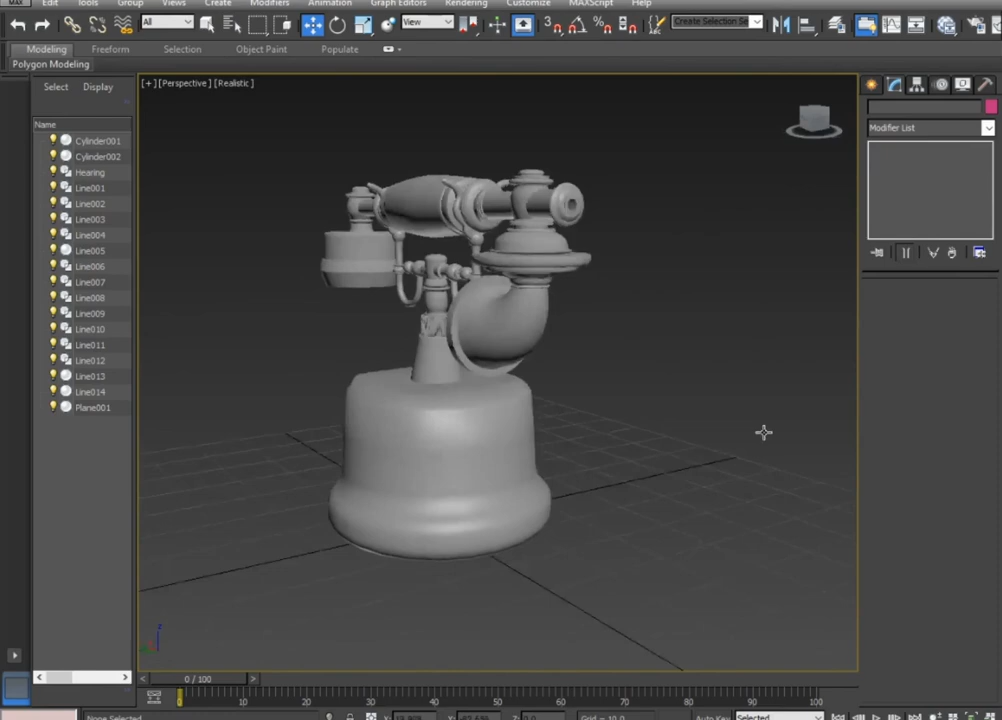 MAX Edit Tools Group Views Create Modifiers Animation Graph Editors Rendering Customize MAXScript Help
All View Create Selection Se
Modeling Freeform Selection Object Paint Populate
Polygon Modeling
Select Display
[+] [Perspective] [Realistic]
Name
Cylinder001
Cylinder002
Hearing
Line001
Line002
Line003
Line004
Line005
Line006
Line007
Line008
Line009
Line010
Line011
Line012
Line013
Line014
Plane001
Modifier List
z
< 0 / 100 >
0 10 20 30 40 50 60 70 80 90 100
None Selected X: Y: Z: Grid = 10.0 Auto Key Selected